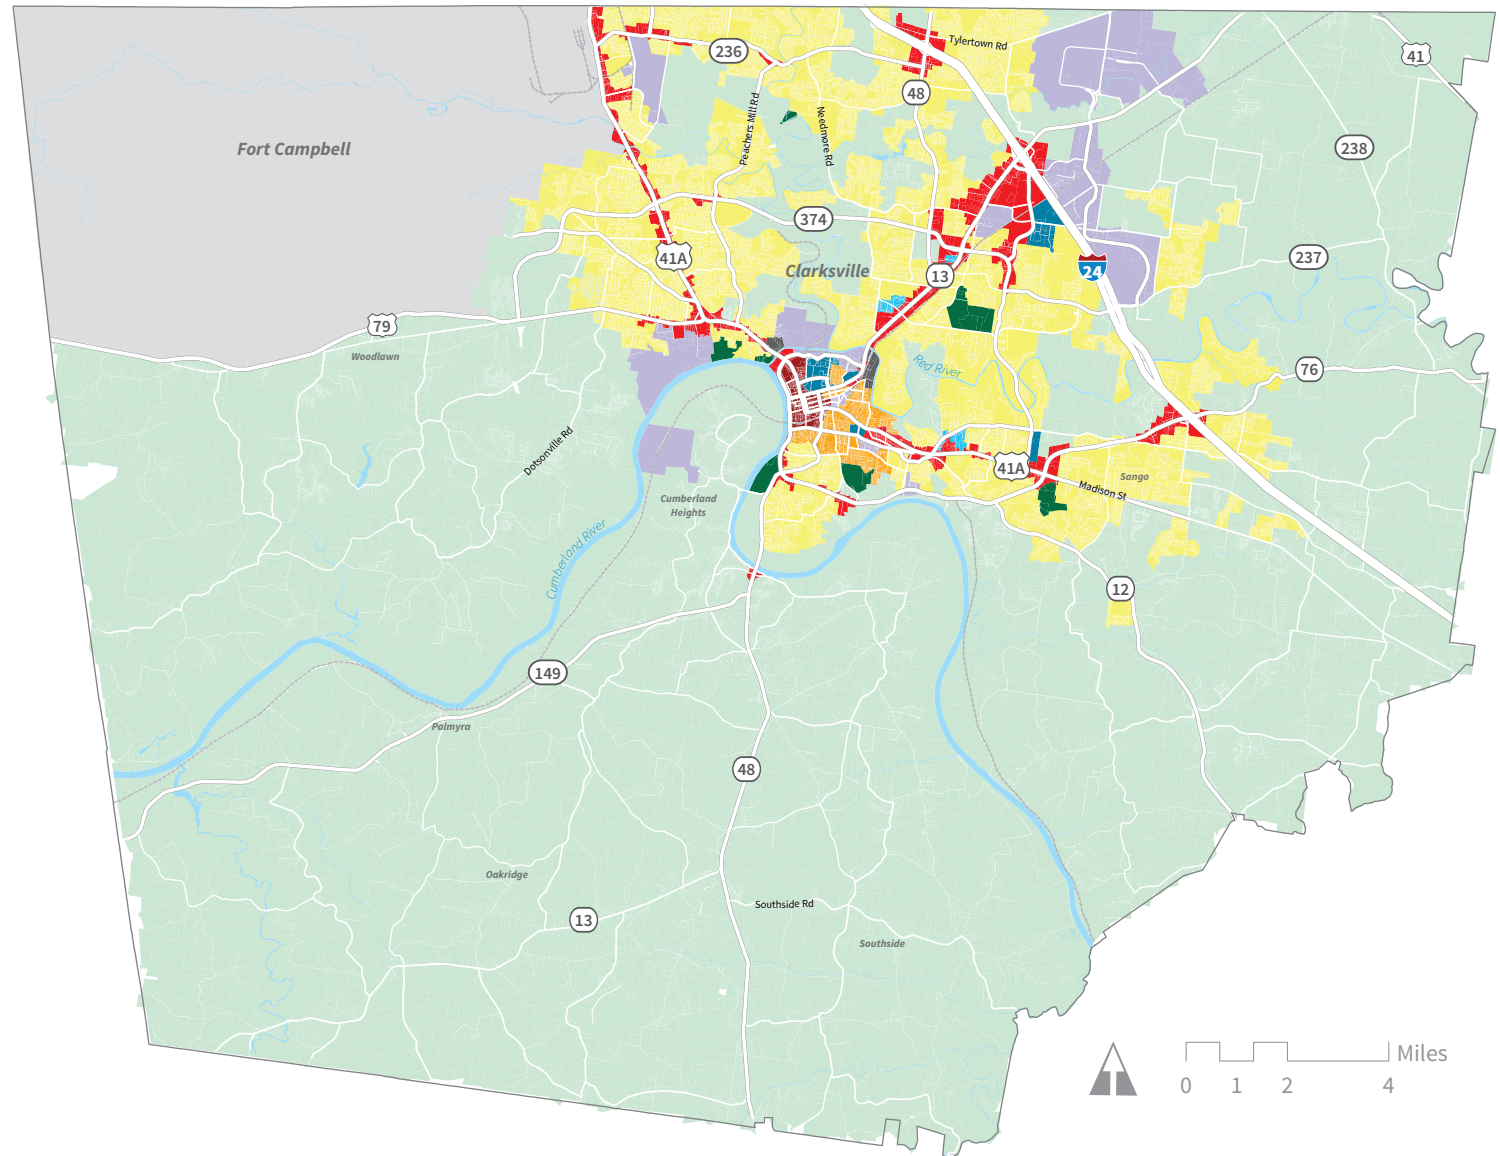 Tylertown Rd
236
41
48
Peachers Mill Rd
Needmore Rd
Fort Campbell
238
374
41A
Clarksville
237
13
24
79
Woodlawn
Red River
76
Dotsonville Rd
41A
Sango
Madison St
Cumberland
Heights
Cumberland River
12
149
Palmyra
48
Oakridge
Southside Rd
13
Southside
Miles
0 1 2 4